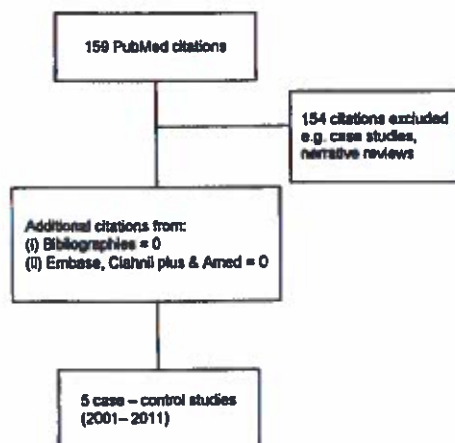 159 PubMed citations
154 citations excluded
e.g. case studies,
narrative reviews
Additional citations from:
(i) Bibliographies = 0
(ii) Embase, Ciahnil plus & Amed = 0
5 case – control studies
(2001– 2011)